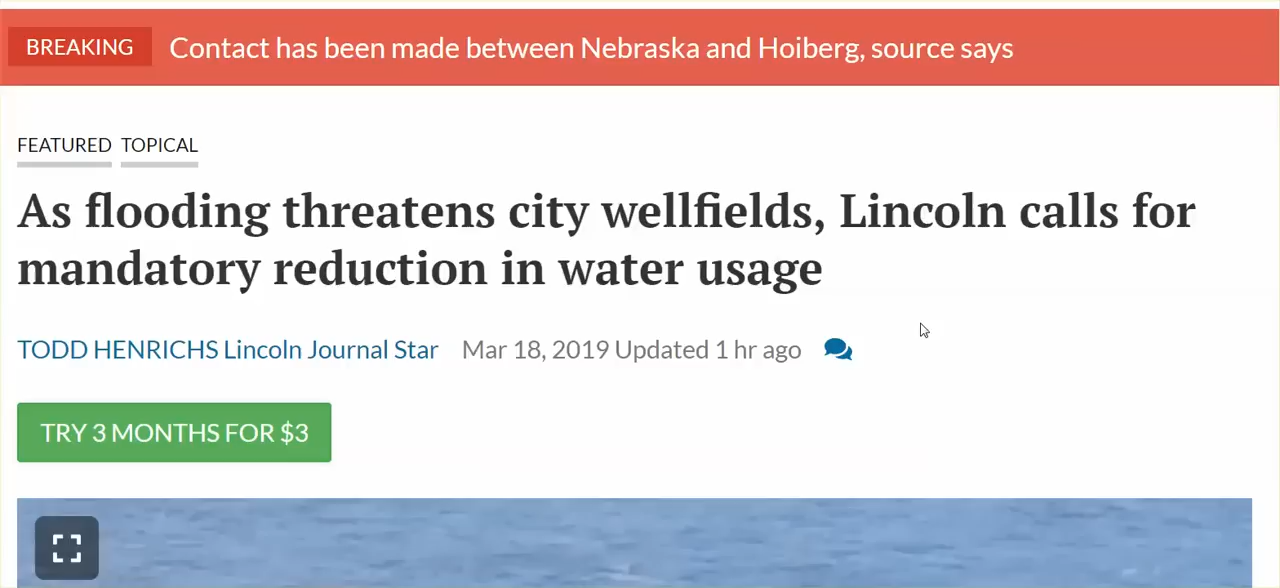 BREAKING Contact has been made between Nebraska and Hoiberg, source says
FEATURED TOPICAL
As flooding threatens city wellfields, Lincoln calls for
mandatory reduction in water usage
TODD HENRICHS Lincoln Journal Star Mar 18, 2019 Updated 1 hr ago
TRY 3 MONTHS FOR $3